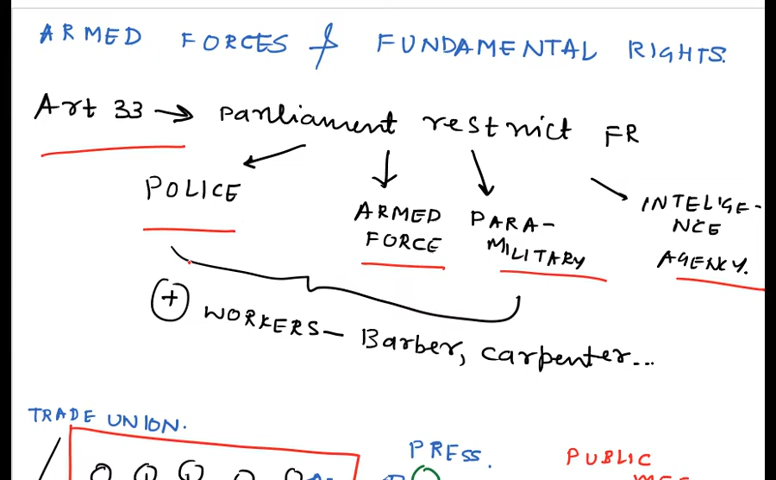 ARMED FORCES & FUNDAMENTAL RIGHTS.
Art 33 → Parliament restrict FR
POLICE
ARMED
FORCE
PARA-
MILITARY
INTELIGE-
NCE
AGENCY.
+ WORKERS— Barber, carpenter...
TRADE UNION.
PRESS.
PUBLIC